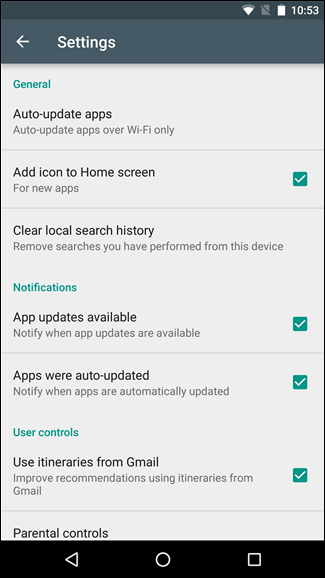 10:53
Settings
General
Auto-update apps
Auto-update apps over Wi-Fi only
Add icon to Home screen
For new apps
Clear local search history
Remove searches you have performed from this device
Notifications
App updates available
Notify when app updates are available
Apps were auto-updated
Notify when apps are automatically updated
User controls
Use itineraries from Gmail
Improve recommendations using itineraries from
Gmail
Parental controls